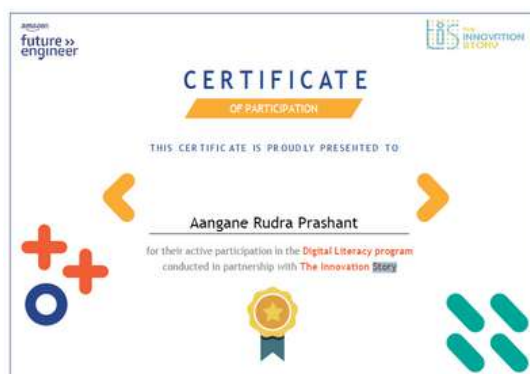 amazon
future »
engineer
tis THE
INNOVATION
STORY
CERTIFICATE
OF PARTICIPATION
THIS CERTIFICATE IS PROUDLY PRESENTED TO
Aangane Rudra Prashant
for their active participation in the Digital Literacy program
conducted in partnership with The Innovation Story